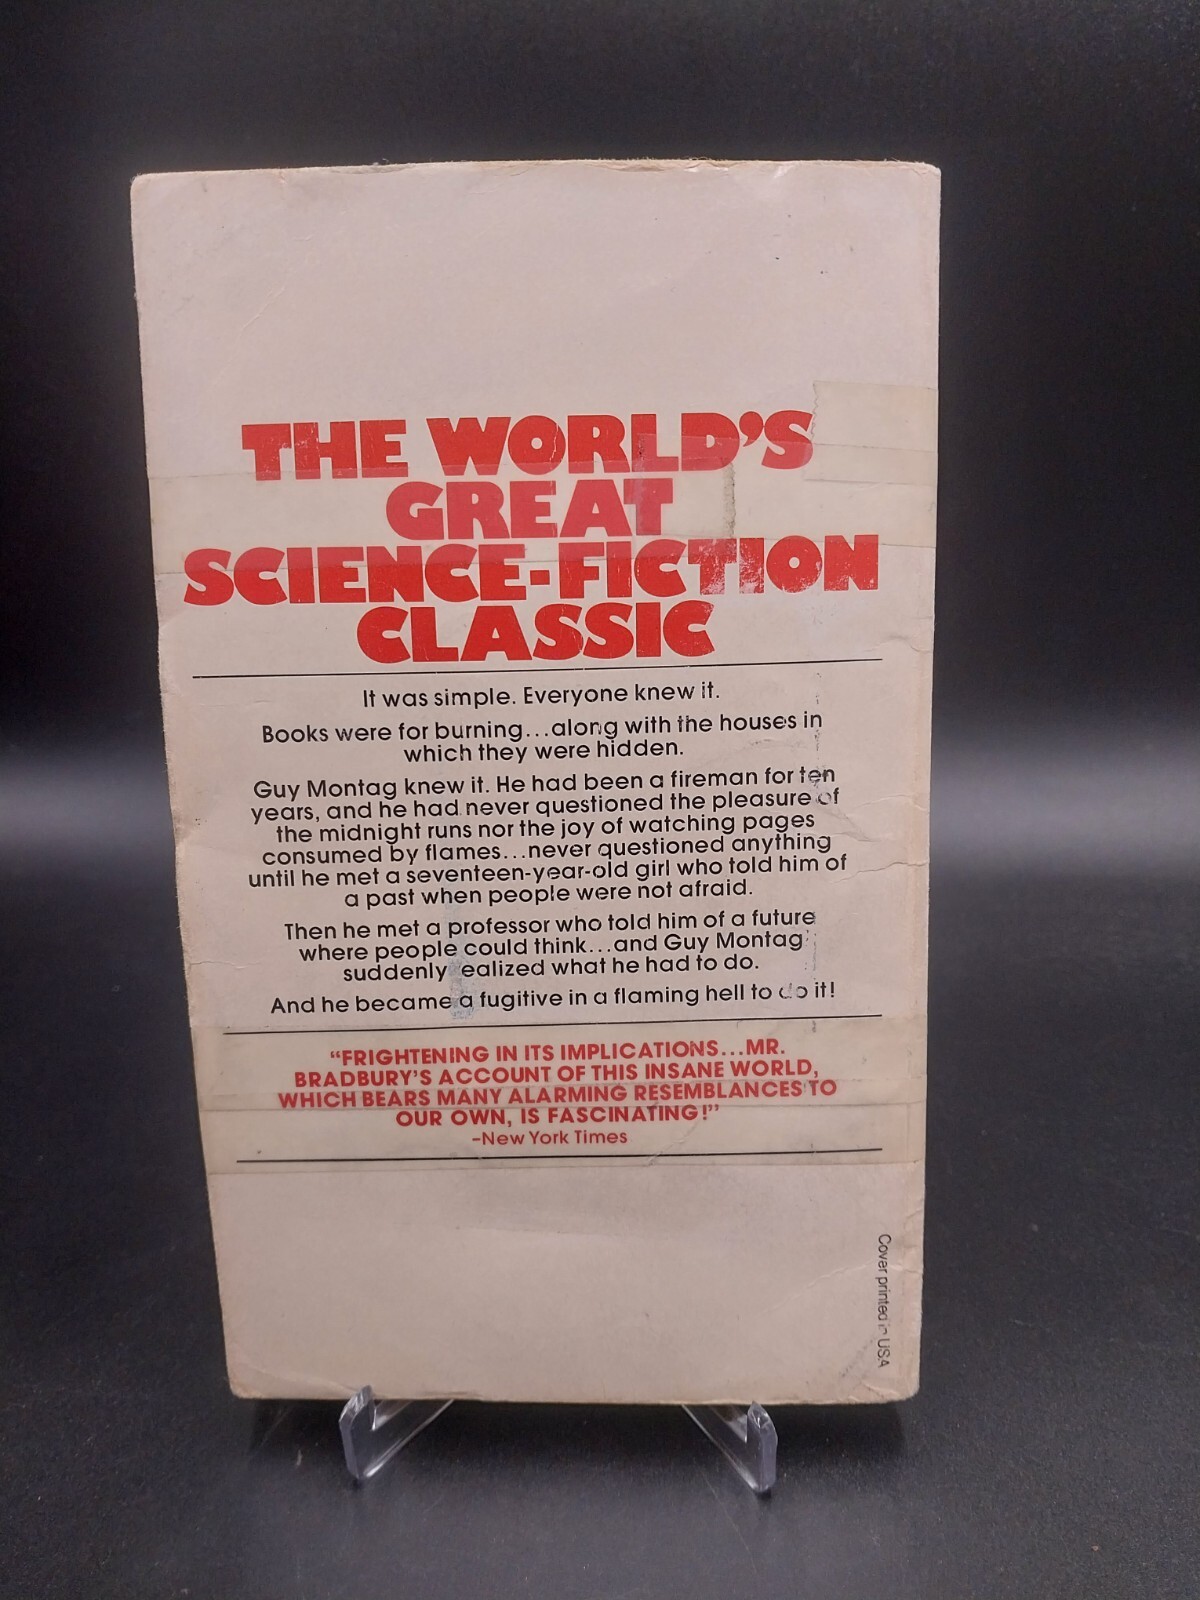 THE WORLD'S
GREAT
SCIENCE-FICTION
CLASSIC
It was simple. Everyone knew it.
Books were for burning...along with the houses in
which they were hidden.
Guy Montag knew it. He had been a fireman for ten
years, and he had never questioned the pleasure of
the midnight runs nor the joy of watching pages
consumed by flames...never questioned anything
until he met a seventeen-year-old girl who told him of
a past when people were not afraid.
Then he met a professor who told him of a future
where people could think...and Guy Montag
suddenly ealized what he had to do.
And he became a fugitive in a flaming hell to do it!
"FRIGHTENING IN ITS IMPLICATIONS...MR.
BRADBURY'S ACCOUNT OF THIS INSANE WORLD,
WHICH BEARS MANY ALARMING RESEMBLANCES TO
OUR OWN, IS FASCINATING!"
–New York Times
Cover printed in USA